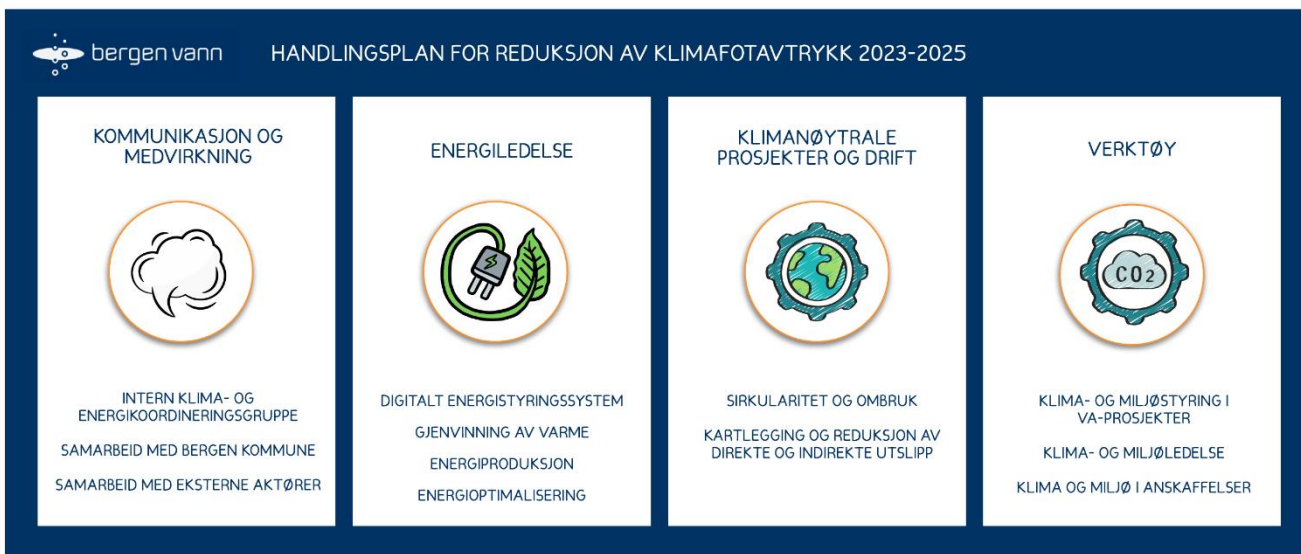 bergen vann
HANDLINGSPLAN FOR REDUKSJON AV KLIMAFOTAVTRYKK 2023-2025
KOMMUNIKASJON OG
MEDVIRKNING
INTERN KLIMA- OG
ENERGIKOORDINERINGSGRUPPE
SAMARBEID MED BERGEN KOMMUNE
SAMARBEID MED EKSTERNE AKTØRER
ENERGILEDELSE
DIGITALT ENERGISTYRINGSSYSTEM
GJENVINNING AV VARME
ENERGIPRODUKSJON
ENERGIOPTIMALISERING
KLIMANØYTRALE
PROSJEKTER OG DRIFT
SIRKULARITET OG OMBRUK
KARTLEGGING OG REDUKSJON AV
DIREKTE OG INDIREKTE UTSLIPP
VERKTØY
CO2
KLIMA- OG MILJØSTYRING I
VA-PROSJEKTER
KLIMA- OG MILJØLEDELSE
KLIMA OG MILJØ I ANSKAFFELSER